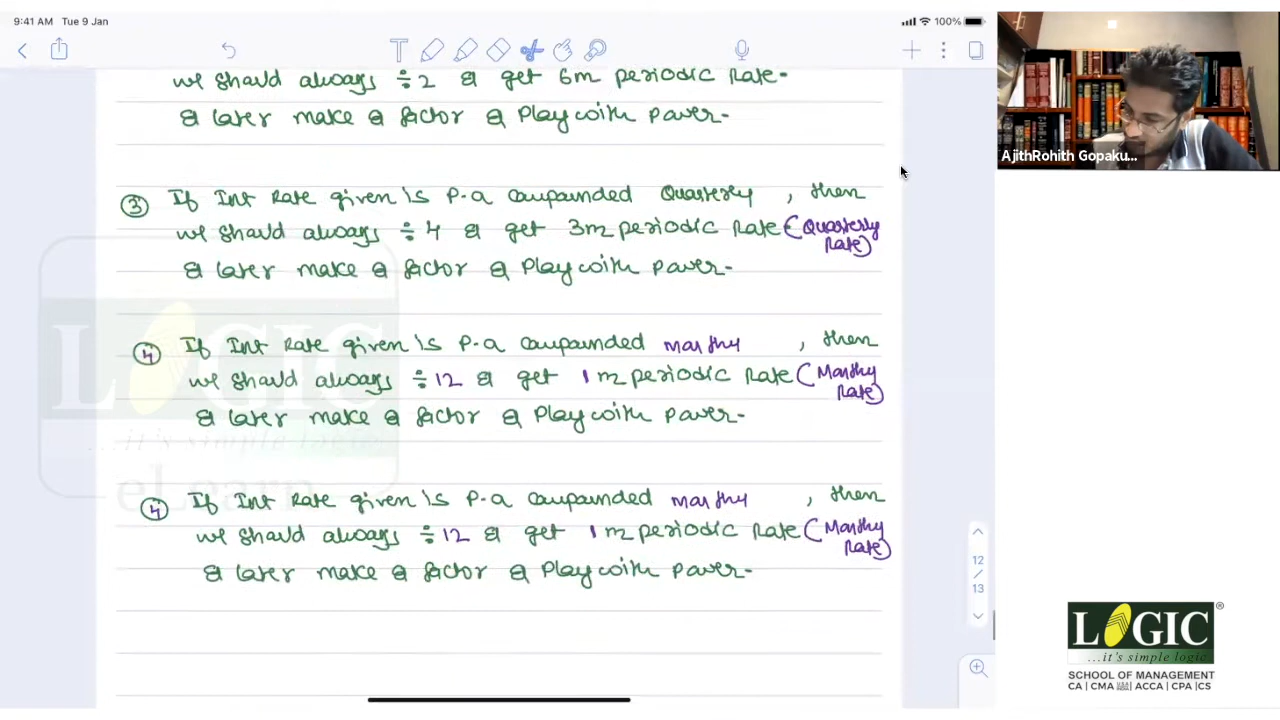 9:41 AM Tue 9 Jan
100%
we should always ÷2 & get 6m periodic Rate.
& later make a factor & Play with Power.
③ If Int Rate given is P.a Compounded Quarterly, then
we should always ÷4 & get 3m periodic Rate (Quarterly Rate)
& later make a factor & Play with Power.
④ If Int Rate given is P.a Compounded monthly, then
we should always ÷12 & get 1m periodic Rate (Monthly Rate)
& later make a factor & Play with Power.
④ If Int Rate given is P.a Compounded monthly, then
we should always ÷12 & get 1m periodic Rate (Monthly Rate)
& later make a factor & Play with Power.
12
/
13
LOGIC
...it's simple logic
eLearn
AjithRohith Gopaku...
LOGIC®
...it's simple logic
SCHOOL OF MANAGEMENT
CA | CMA | ACCA | CPA | CS